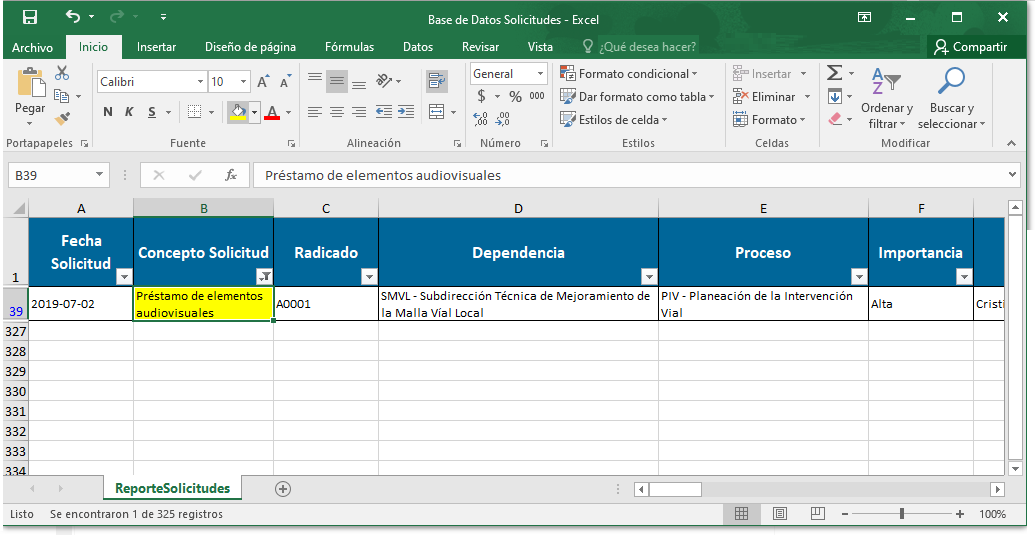 Base de Datos Solicitudes - Excel
Archivo Inicio Insertar Diseño de página Fórmulas Datos Revisar Vista ¿Qué desea hacer? Compartir
Pegar
Calibri 10
N K S
General
$ % 000
Formato condicional
Dar formato como tabla
Estilos de celda
Insertar
Eliminar
Formato
Ordenar y filtrar
Buscar y seleccionar
Portapapeles Fuente Alineación Número Estilos Celdas Modificar
B39 fx Préstamo de elementos audiovisuales
A B C D E F
1 Fecha Solicitud Concepto Solicitud Radicado Dependencia Proceso Importancia
39 2019-07-02 Préstamo de elementos audiovisuales A0001 SMVL - Subdirección Técnica de Mejoramiento de la Malla Víal Local PIV - Planeación de la Intervención Vial Alta Cristi
327
328
329
330
331
332
333
334
ReporteSolicitudes
Listo Se encontraron 1 de 325 registros 100%